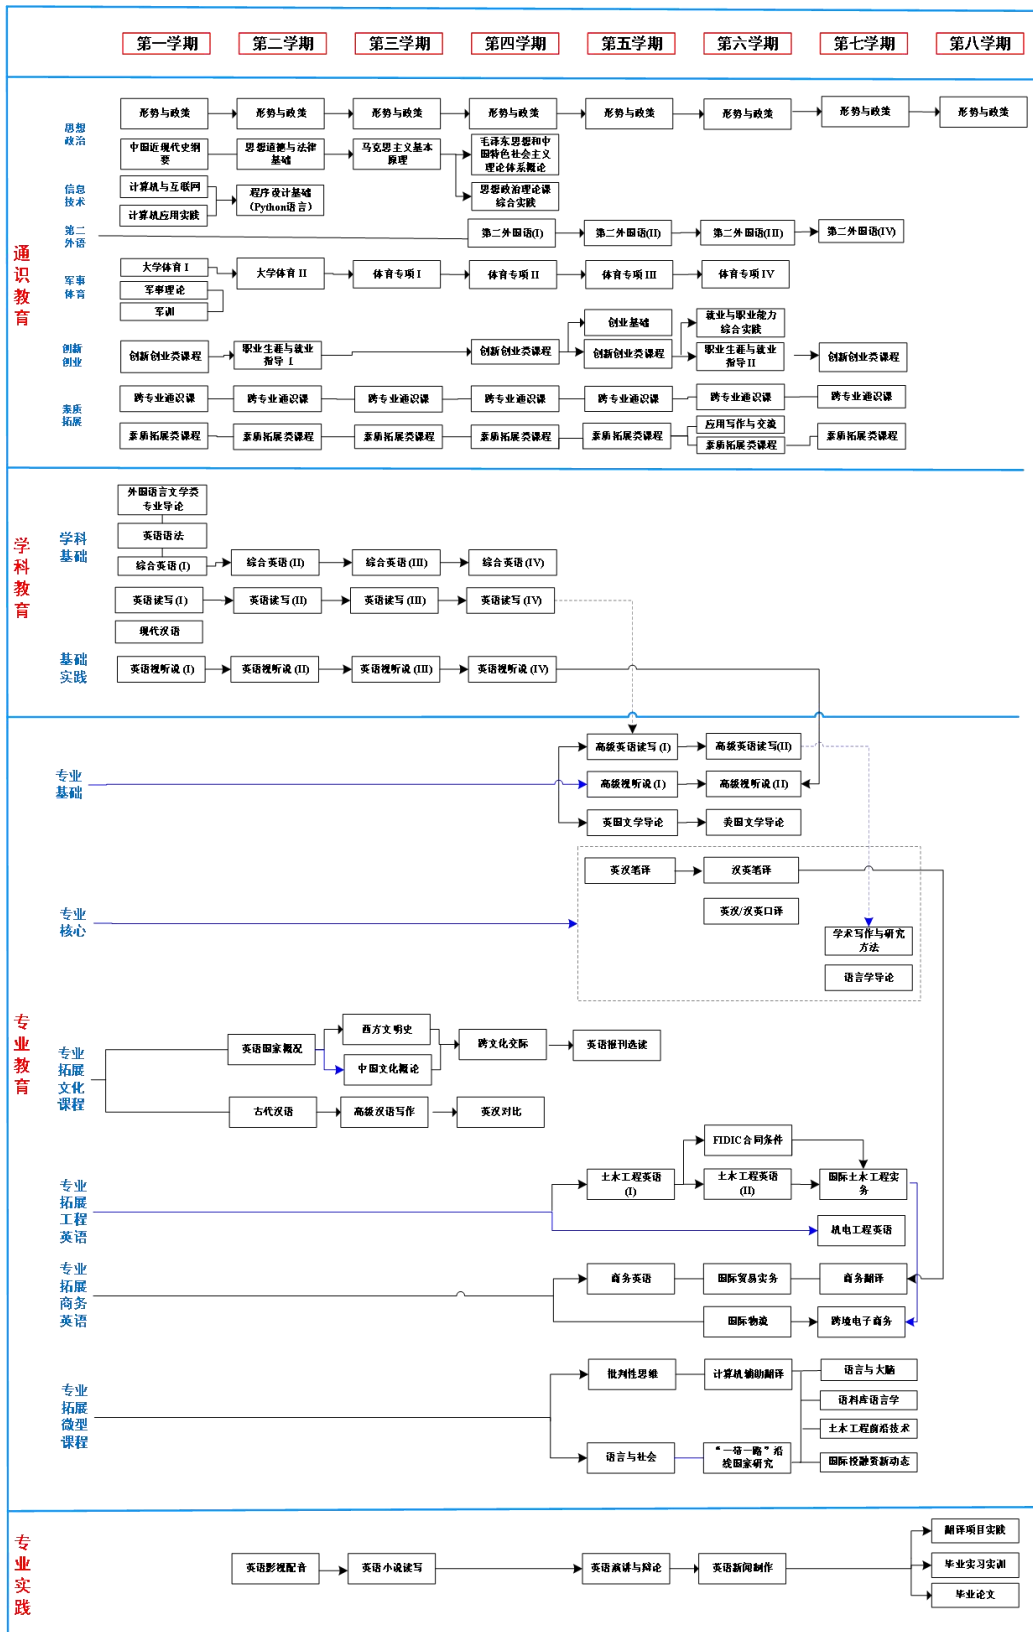 第一学期
第二学期
第三学期
第四学期
第五学期
第六学期
第七学期
第八学期
通识教育
思想
政治
形势与政策
形势与政策
形势与政策
形势与政策
形势与政策
形势与政策
形势与政策
形势与政策
中国近现代史纲
要
思想道德与法律
基础
马克思主义基本
原理
毛泽东思想和中
国特色社会主义
理论体系概论
思想政治理论课
综合实践
信息
技术
计算机与互联网
计算机应用实践
程序设计基础
（Python语言）
第二
外语
第二外国语(I)
第二外国语(II)
第二外国语(III)
第二外国语(IV)
军事
体育
大学体育 I
军事理论
军训
大学体育 II
体育专项 I
体育专项 II
体育专项 III
体育专项 IV
创新
创业
创新创业类课程
职业生涯与就业
指导 I
创新创业类课程
创业基础
创新创业类课程
就业与职业能力
综合实践
职业生涯与就业
指导 II
创新创业类课程
素质
拓展
跨专业通识课
跨专业通识课
跨专业通识课
跨专业通识课
跨专业通识课
跨专业通识课
跨专业通识课
素质拓展类课程
素质拓展类课程
素质拓展类课程
素质拓展类课程
素质拓展类课程
应用写作与交流
素质拓展类课程
素质拓展类课程
学科教育
学科
基础
外国语言文学类
专业导论
英语语法
综合英语(I)
综合英语(II)
综合英语(III)
综合英语(IV)
英语读写(I)
英语读写(II)
英语读写(III)
英语读写(IV)
现代汉语
基础
实践
英语视听说 (I)
英语视听说 (II)
英语视听说 (III)
英语视听说 (IV)
专业教育
专业
基础
高级英语读写 (I)
高级英语读写(II)
高级视听说 (I)
高级视听说 (II)
英国文学导论
美国文学导论
专业
核心
英汉笔译
汉英笔译
英汉/汉英口译
学术写作与研究
方法
语言学导论
专业
拓展
文化
课程
英语国家概况
西方文明史
中国文化概论
跨文化交际
英语报刊选读
古代汉语
高级汉语写作
英汉对比
专业
拓展
工程
英语
土木工程英语
(I)
FIDIC 合同条件
土木工程英语
(II)
国际土木工程实
务
机电工程英语
专业
拓展
商务
英语
商务英语
国际贸易实务
商务翻译
国际物流
跨境电子商务
专业
拓展
微型
课程
批判性思维
计算机辅助翻译
语言与大脑
语料库语言学
土木工程前沿技术
语言与社会
“一带一路”沿
线国家研究
国际投融资新动态
专业实践
英语影视配音
英语小说读写
英语演讲与辩论
英语新闻制作
翻译项目实践
毕业实习实训
毕业论文